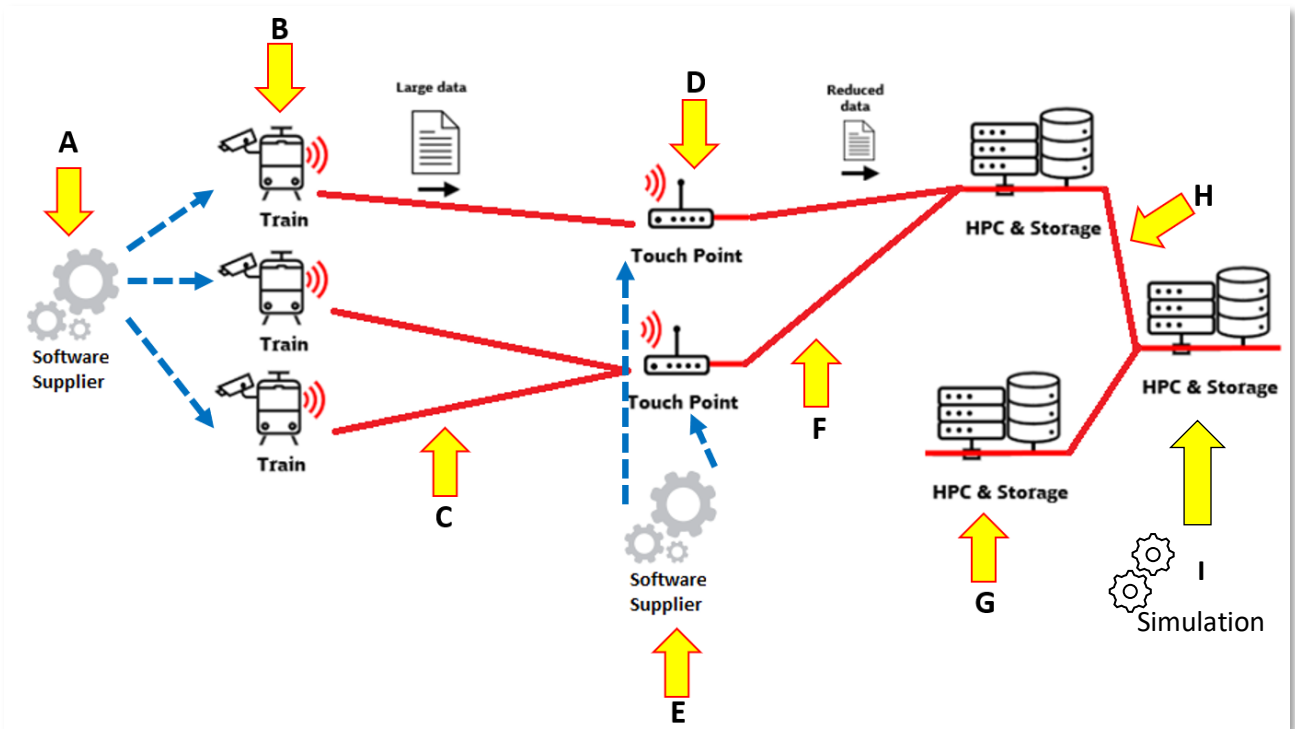 B
A
Large data
D
Reduced
data
H
Train
Touch Point
HPC & Storage
Train
Software
Supplier
HPC & Storage
Touch Point
F
Train
C
HPC & Storage
Software
Supplier
G
I
Simulation
E